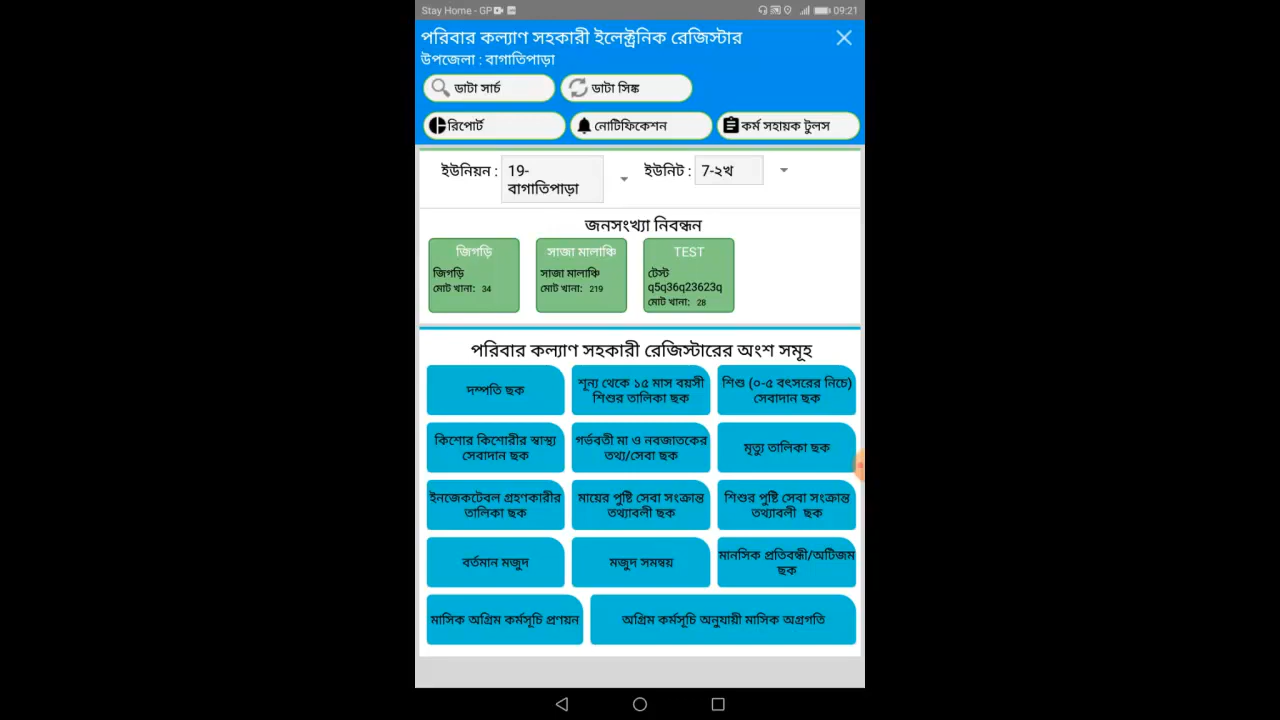 Stay Home - GP
09:21
পরিবার কল্যাণ সহকারী ইলেক্ট্রনিক রেজিস্টার
উপজেলা : বাগাতিপাড়া
ডাটা সার্চ
ডাটা সিঙ্ক
রিপোর্ট
নোটিফিকেশন
কর্ম সহায়ক টুলস
ইউনিয়ন : 19-বাগাতিপাড়া
ইউনিট : 7-২খ
জনসংখ্যা নিবন্ধন
জিগড়ি
জিগড়ি
মোট খানা: 34
সাজা মালাঞ্চি
সাজা মালাঞ্চি
মোট খানা: 219
TEST
টেস্ট
q5q36q23623q
মোট খানা: 28
পরিবার কল্যাণ সহকারী রেজিস্টারের অংশ সমূহ
দম্পতি ছক
শূন্য থেকে ১৫ মাস বয়সী
শিশুর তালিকা ছক
শিশু (০-৫ বৎসরের নিচে)
সেবাদান ছক
কিশোর কিশোরীর স্বাস্থ্য
সেবাদান ছক
গর্ভবতী মা ও নবজাতকের
তথ্য/সেবা ছক
মৃত্যু তালিকা ছক
ইনজেকটেবল গ্রহণকারীর
তালিকা ছক
মায়ের পুষ্টি সেবা সংক্রান্ত
তথ্যাবলী ছক
শিশুর পুষ্টি সেবা সংক্রান্ত
তথ্যাবলী ছক
বর্তমান মজুদ
মজুদ সমন্বয়
মানসিক প্রতিবন্ধী/অটিজম
ছক
মাসিক অগ্রিম কর্মসূচি প্রণয়ন
অগ্রিম কর্মসূচি অনুযায়ী মাসিক অগ্রগতি